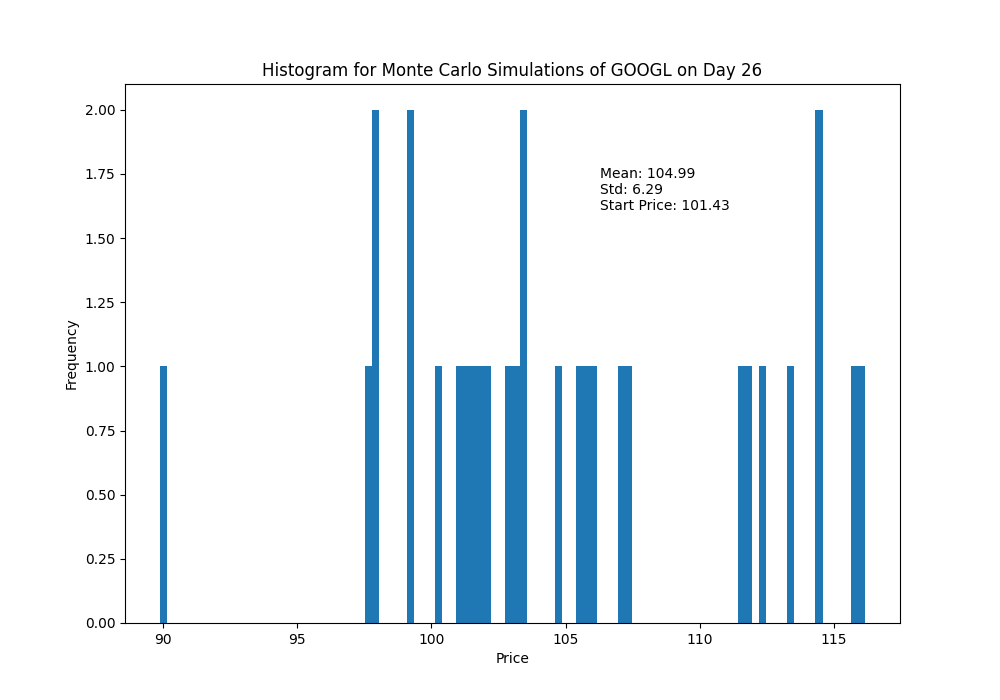 Histogram for Monte Carlo Simulations of GOOGL on Day 26
2.00
1.75
1.50
1.25
1.00
0.75
0.50
0.25
0.00
Frequency
Mean: 104.99
Std: 6.29
Start Price: 101.43
90 95 100 105 110 115
Price